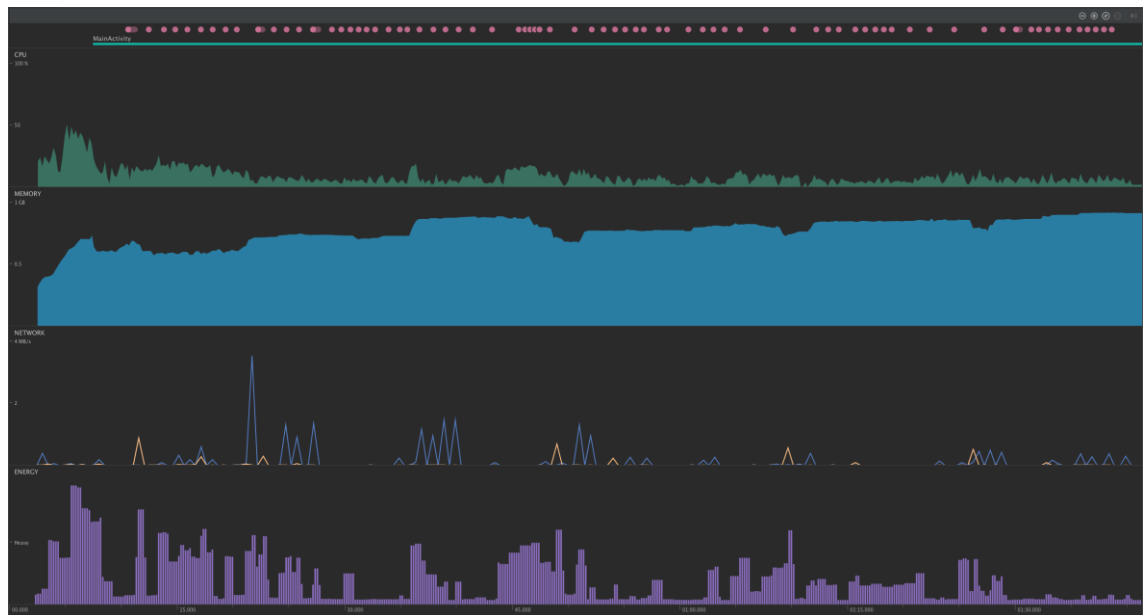 MainActivity
CPU
100 %
50
MEMORY
1 GB
0.5
NETWORK
4 MB/s
2
ENERGY
Heavy
00.000 15.000 30.000 45.000 01:00.000 01:15.000 01:30.000